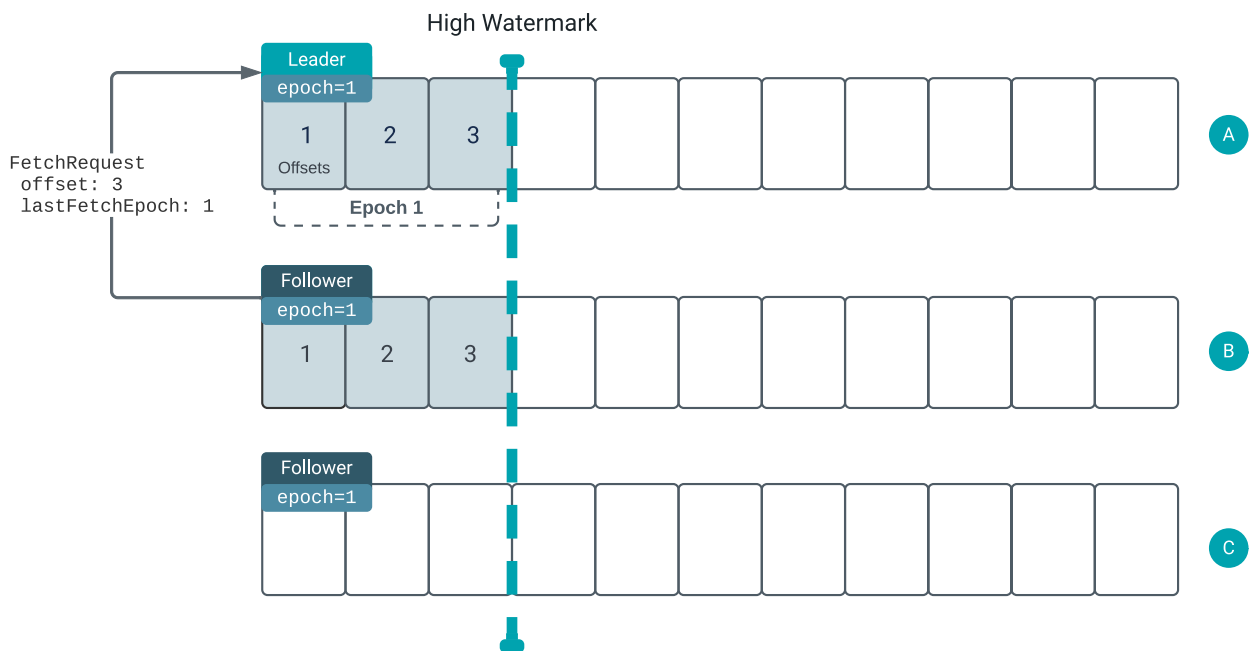 High Watermark
Leader
epoch=1
1
2
3
Offsets
A
FetchRequest
offset: 3
lastFetchEpoch: 1
Epoch 1
Follower
epoch=1
1
2
3
B
Follower
epoch=1
C